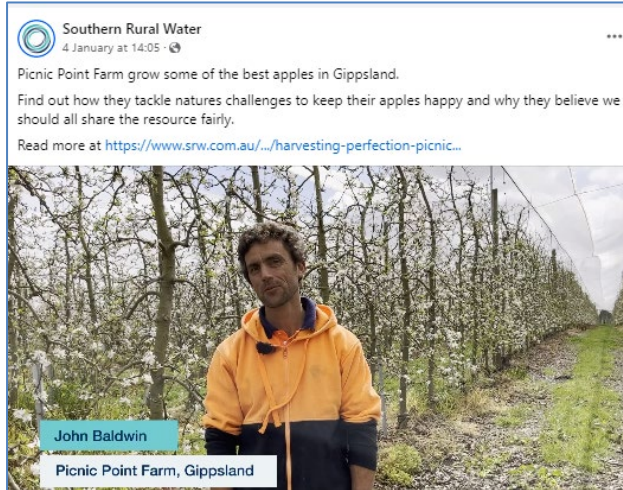 Southern Rural Water
4 January at 14:05 ·
Picnic Point Farm grow some of the best apples in Gippsland.
Find out how they tackle natures challenges to keep their apples happy and why they believe we
should all share the resource fairly.
Read more at https://www.srw.com.au/.../harvesting-perfection-picnic...
John Baldwin
Picnic Point Farm, Gippsland